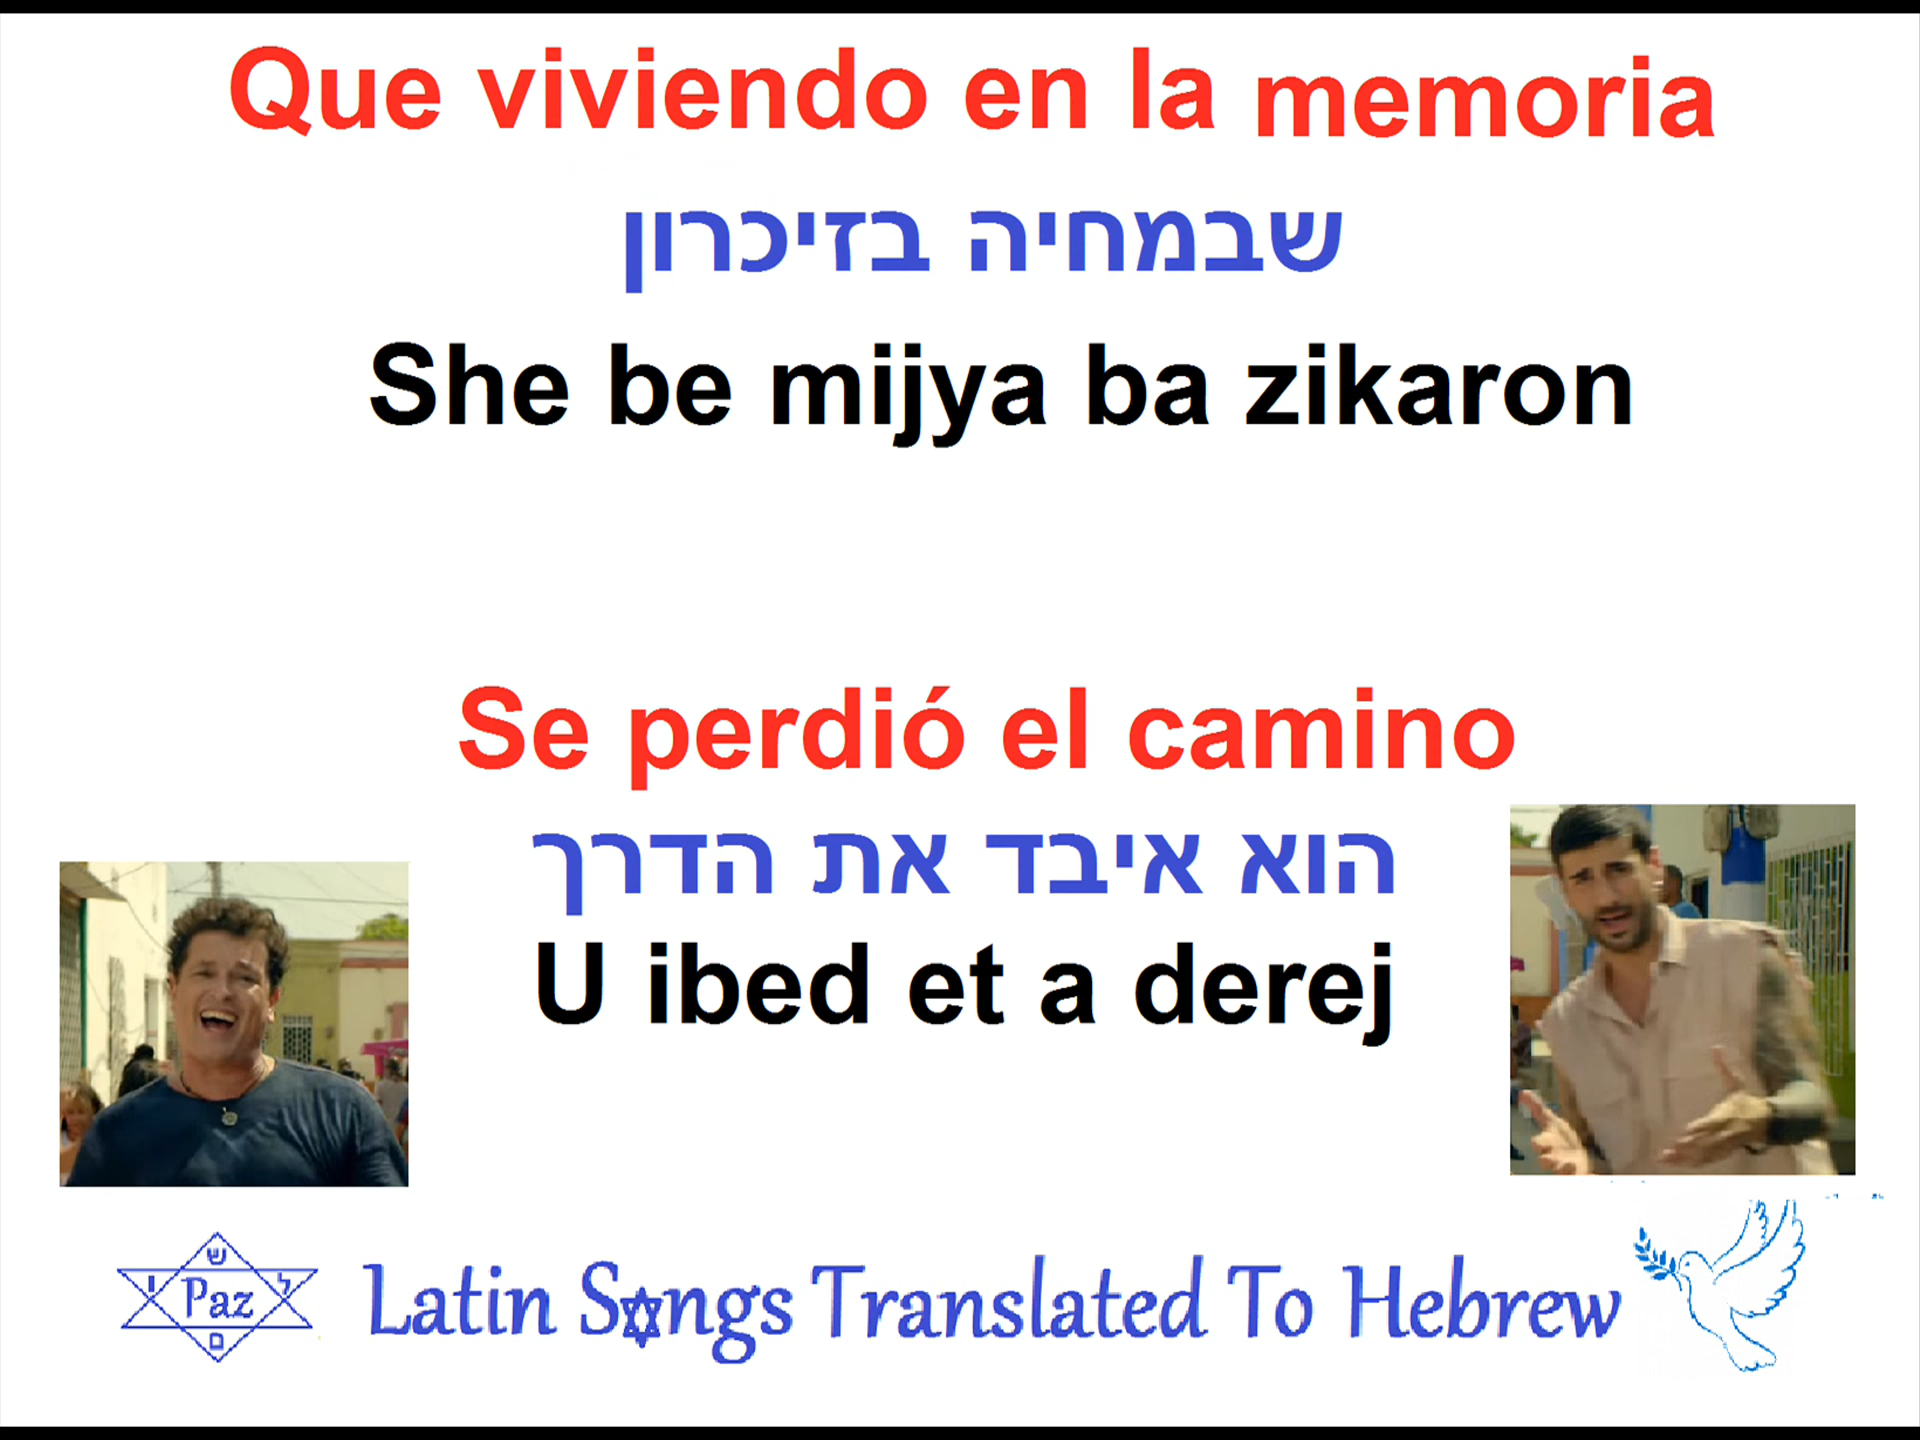 Que viviendo en la memoria
שבמחיה בזיכרון
She be mijya ba zikaron
Se perdió el camino
הוא איבד את הדרך
U ibed et a derej
ש
ו Paz ל
ם
Latin Songs Translated To Hebrew